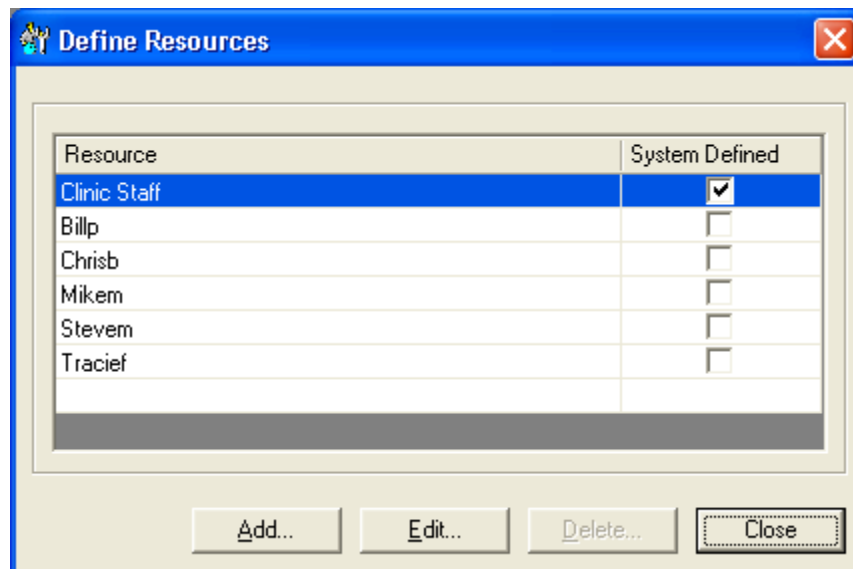 Define Resources
Resource System Defined
Clinic Staff
Billp
Chrisb
Mikem
Stevem
Tracief
Add... Edit... Delete... Close